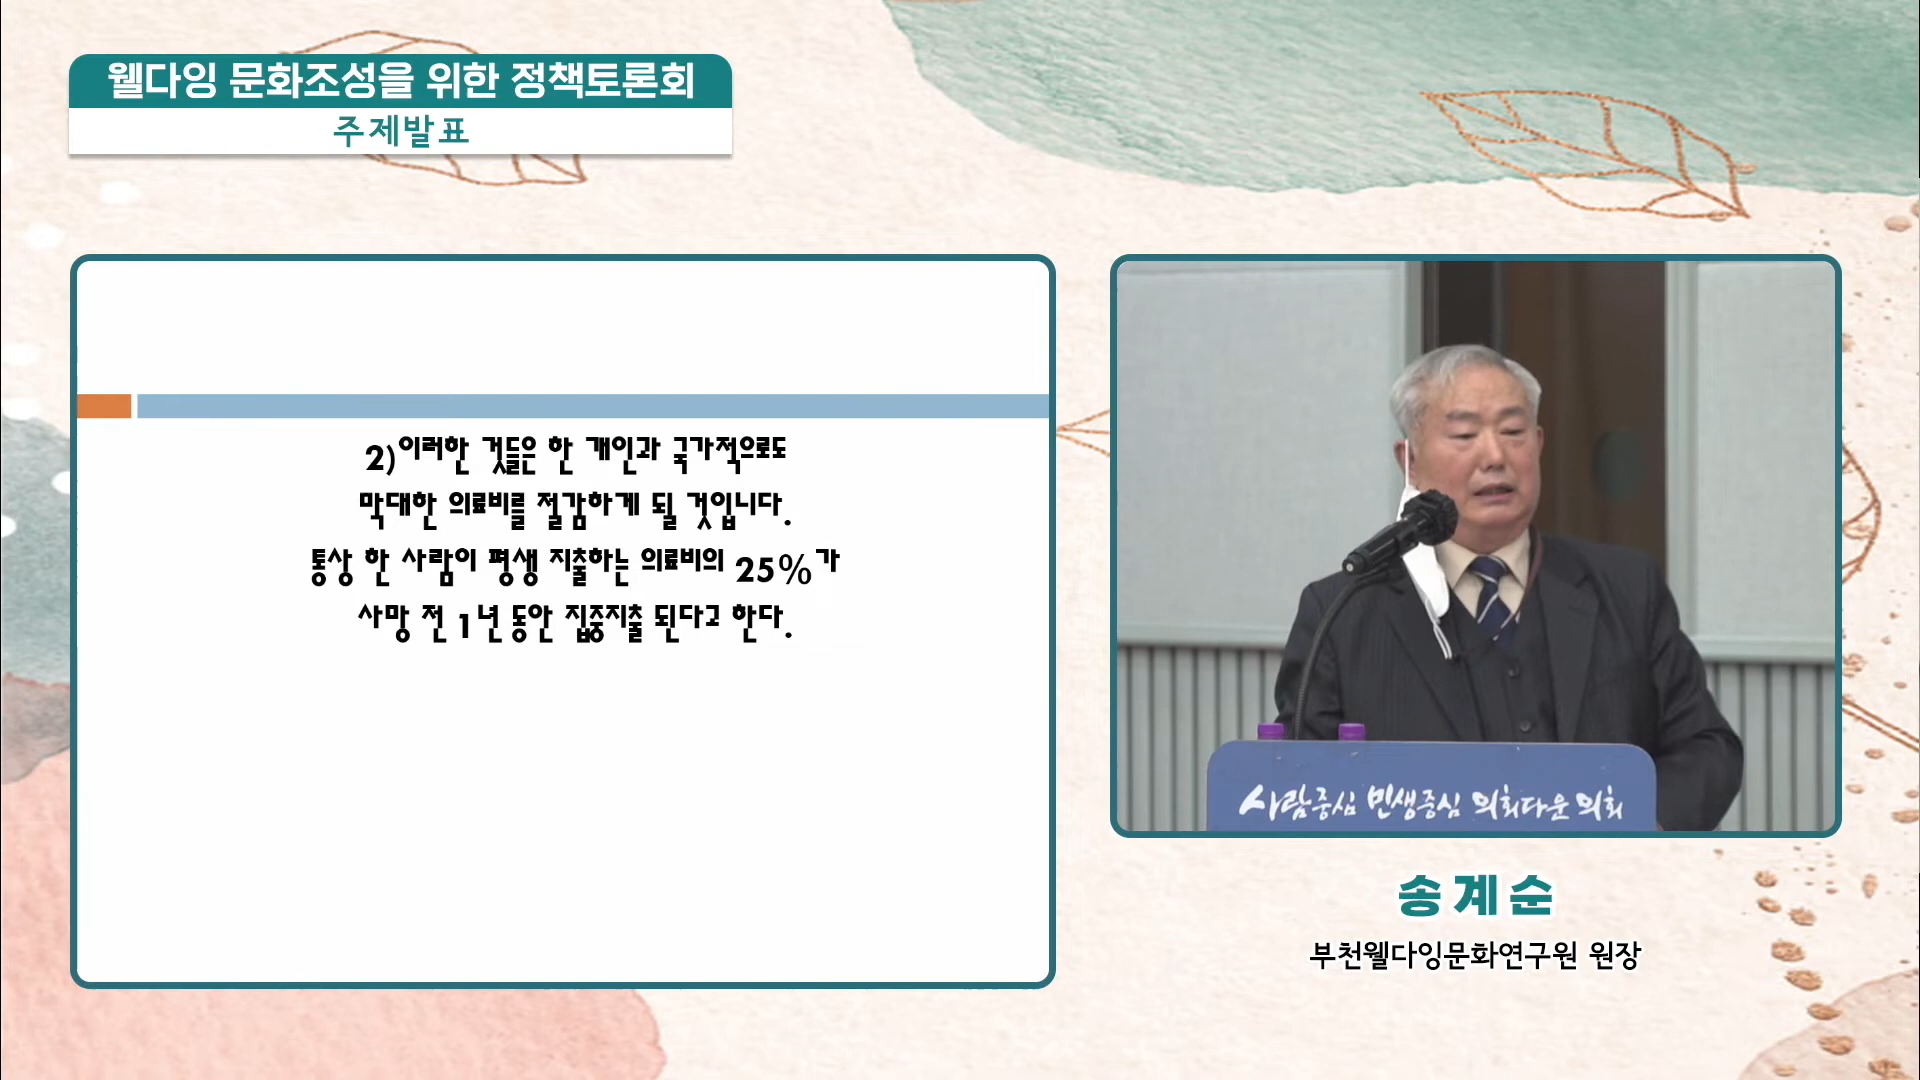 웰다잉 문화조성을 위한 정책토론회
주제발표
2)이러한 것들은 한 개인과 국가적으로도
막대한 의료비를 절감하게 될 것입니다.
통상 한 사람이 평생 지출하는 의료비의 25%가
사망 전 1년 동안 집중지출 된다고 한다.
사람중심 민생중심 의회다운 의회
송계순
부천웰다잉문화연구원 원장